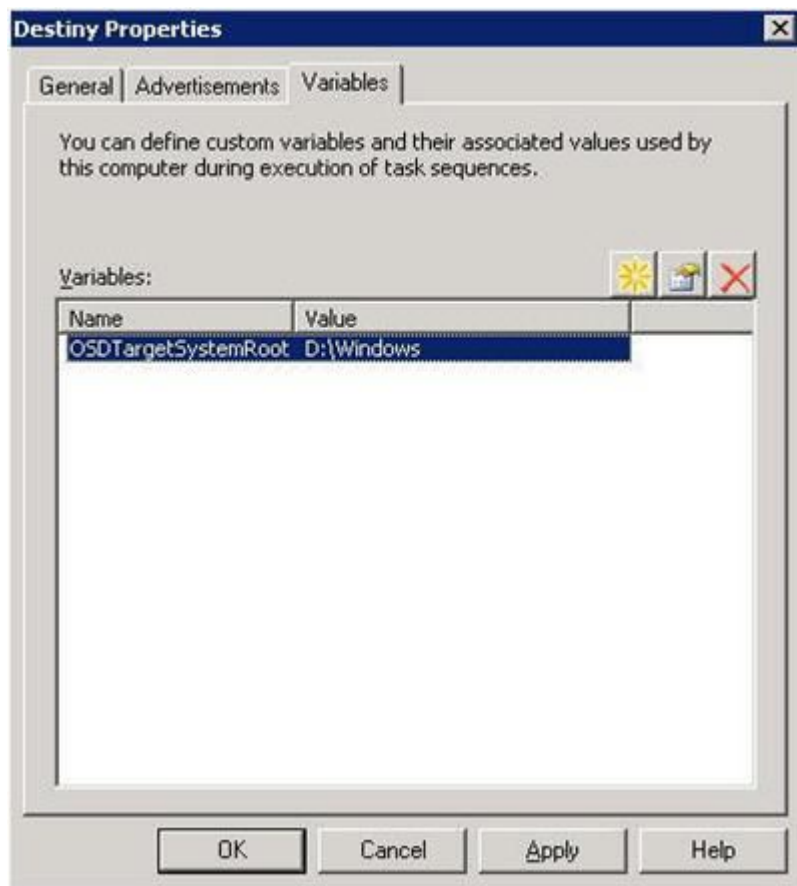 Destiny Properties
General Advertisements Variables
You can define custom variables and their associated values used by
this computer during execution of task sequences.
Variables:
Name Value
OSDTargetSystemRoot D:\Windows
OK Cancel Apply Help